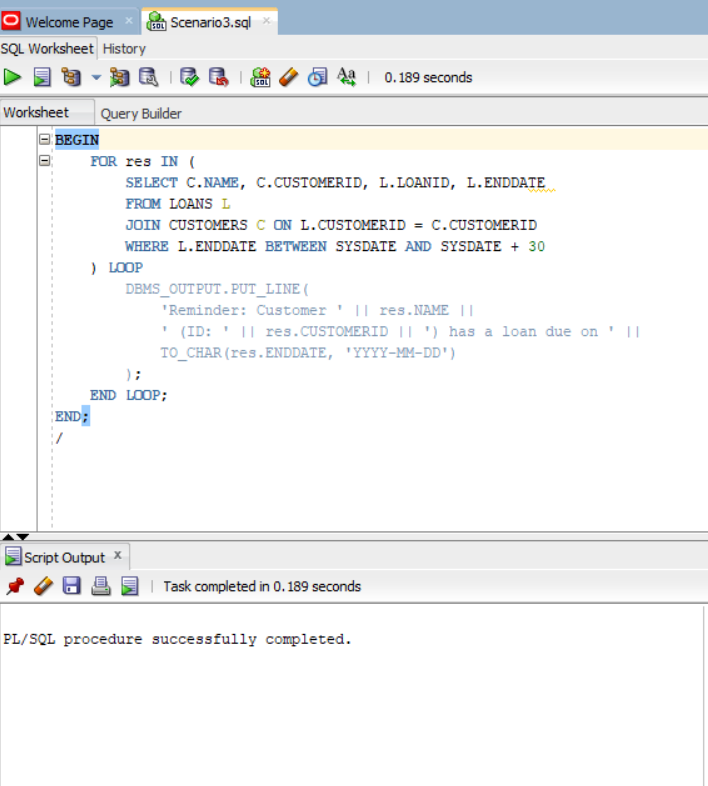 Welcome Page × Scenario3.sql ×
SQL Worksheet History
0.189 seconds
Worksheet Query Builder
BEGIN
FOR res IN (
SELECT C.NAME, C.CUSTOMERID, L.LOANID, L.ENDDATE
FROM LOANS L
JOIN CUSTOMERS C ON L.CUSTOMERID = C.CUSTOMERID
WHERE L.ENDDATE BETWEEN SYSDATE AND SYSDATE + 30
) LOOP
DBMS_OUTPUT.PUT_LINE(
'Reminder: Customer ' || res.NAME ||
' (ID: ' || res.CUSTOMERID || ') has a loan due on ' ||
TO_CHAR(res.ENDDATE, 'YYYY-MM-DD')
);
END LOOP;
END;
/
Script Output x
Task completed in 0.189 seconds
PL/SQL procedure successfully completed.